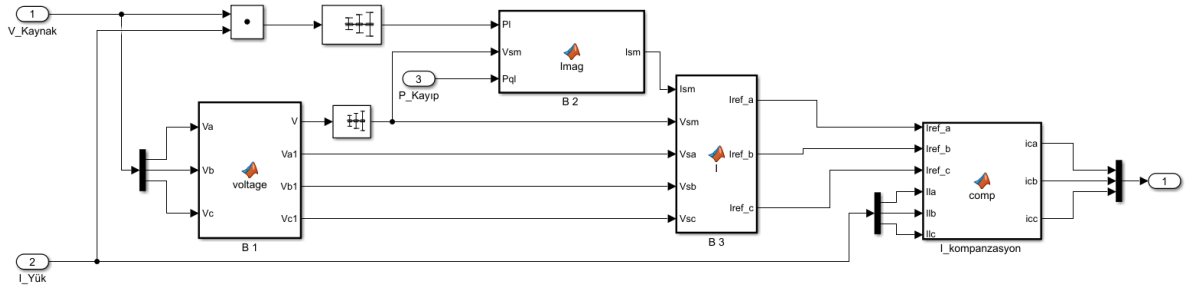 1
V_Kaynak
Pl
Vsm
Pql
Imag
Ism
B 2
3
P_Kayıp
Va
Vb
Vc
voltage
V
Va1
Vb1
Vc1
B 1
Ism
Vsm
Vsa
Vsb
Vsc
I
Iref_a
Iref_b
Iref_c
B 3
Iref_a
Iref_b
Iref_c
Ila
Ilb
Ilc
comp
ica
icb
icc
I_kompanzasyon
1
2
I_Yük